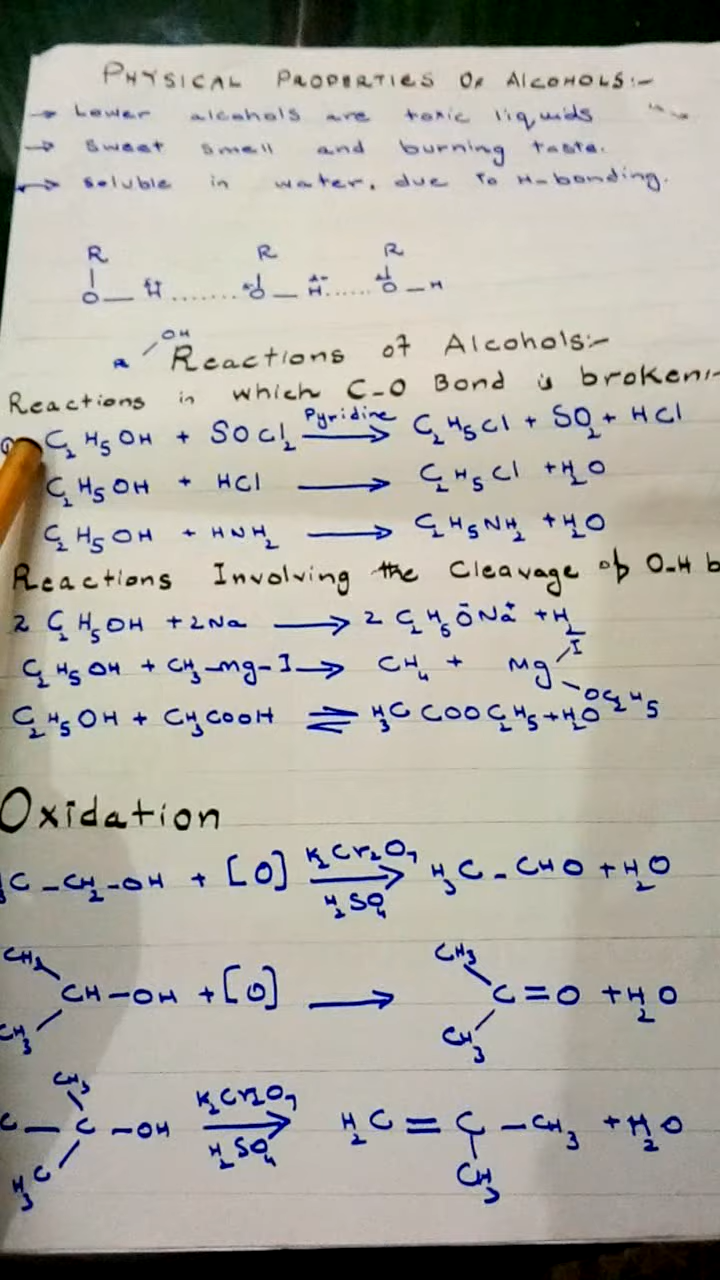 PHYSICAL PROPERTIES OF ALCOHOLS:-
→ Lower alcohols are toxic liquids
→ sweet smell and burning taste.
→ soluble in water, due to H-bonding.
R R R
O — H ........ O — H ...... O — H
OH
Reactions of Alcohols:-
Reactions in which C-O Bond is broken:-
C₂H₅OH + SOCl₂ —Pyridine→ C₂H₅Cl + SO₂ + HCl
C₂H₅OH + HCl → C₂H₅Cl + H₂O
C₂H₅OH + HNH₂ → C₂H₅NH₂ + H₂O
Reactions Involving the Cleavage of O-H b
2 C₂H₅OH + 2Na → 2 C₂H₅ŌNa⁺ + H₂
C₂H₅OH + CH₃-mg-I → CH₄ + Mg I OC₂H₅
C₂H₅OH + CH₃COOH ⇌ H₃CCOOC₂H₅ + H₂O
Oxidation
C-CH₂-OH + [O] K₂Cr₂O₇ → H₂SO₄ H₃C-CHO + H₂O
CH₃ CH₃
CH-OH + [O] → C=O + H₂O
CH₃ CH₃
CH₃
C — C -OH K₂Cr₂O₇ → H₂SO₄ H₂C = C -CH₃ + H₂O
H₃C CH₃